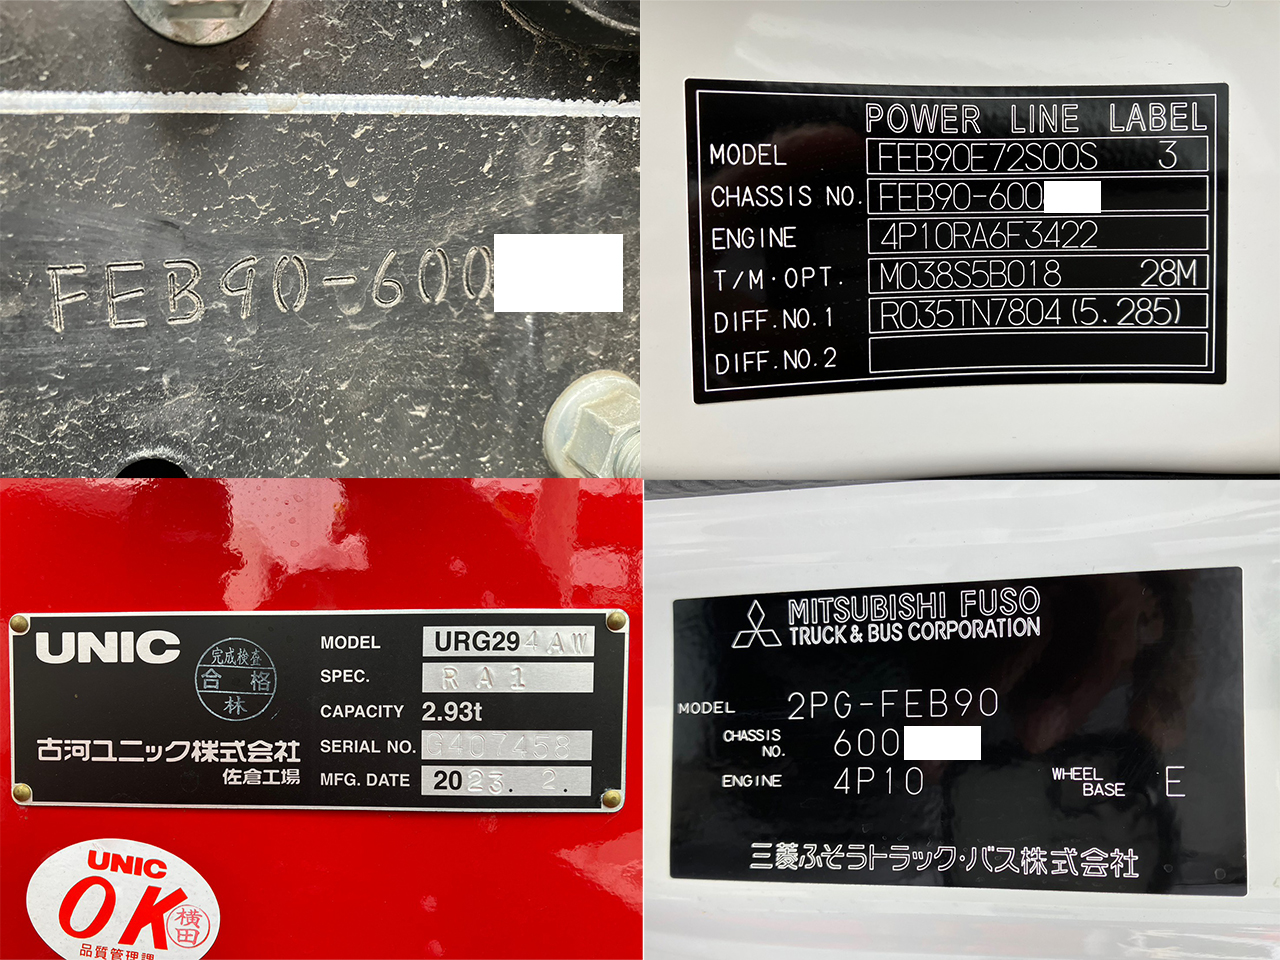 FEB90-600
POWER LINE LABEL
MODEL FEB90E72S00S 3
CHASSIS NO. FEB90-600
ENGINE 4P10RA6F3422
T/M·OPT. M038S5B018 28M
DIFF.NO.1 R035TN7804(5.285)
DIFF.NO.2
UNIC
完成検査
合格
林
古河ユニック株式会社
佐倉工場
MODEL URG294AW
SPEC. RA1
CAPACITY 2.93t
SERIAL NO. G407458
MFG. DATE 2023. 2.
UNIC
OK
横田
品質管理課
MITSUBISHI FUSO
TRUCK & BUS CORPORATION
MODEL 2PG-FEB90
CHASSIS NO. 600
ENGINE 4P10 WHEEL BASE E
三菱ふそうトラック·バス株式会社